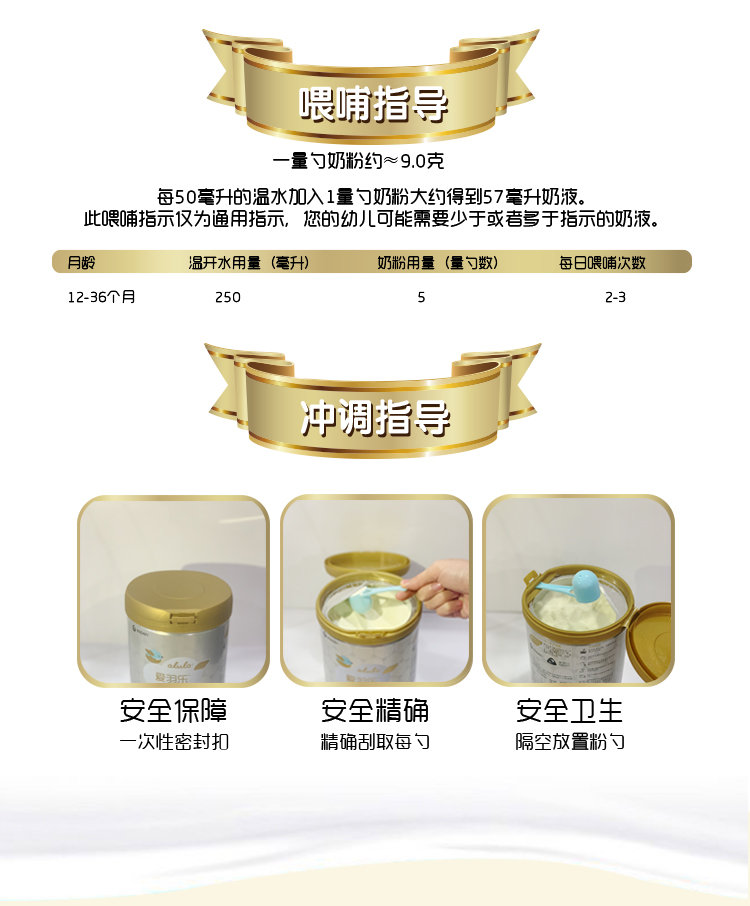 喂哺指导
一量勺奶粉约≈9.0克
每50毫升的温水加入1量勺奶粉大约得到57毫升奶液。
此喂哺指示仅为通用指示，您的幼儿可能需要少于或者多于指示的奶液。
月龄 温开水用量（毫升） 奶粉用量（量勺数） 每日喂哺次数
12-36个月 250 5 2-3
冲调指导
alula
爱羽乐
安全保障 安全精确 安全卫生
一次性密封扣 精确刮取每勺 隔空放置粉勺